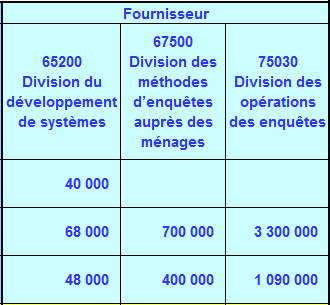 Fournisseur
65200
Division du
développement
de systèmes
67500
Division des
méthodes
d'enquêtes
auprès des
ménages
75030
Division des
opérations
des enquêtes
40 000
68 000 700 000 3 300 000
48 000 400 000 1 090 000